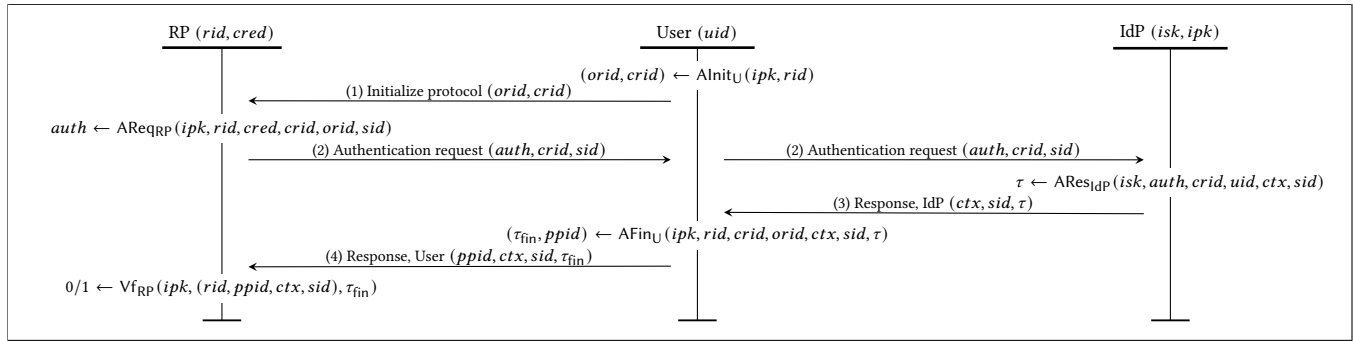 RP (rid, cred) User (uid) IdP (isk, ipk)
(orid, crid) ← AInit_U(ipk, rid)
(1) Initialize protocol (orid, crid)
auth ← AReq_RP(ipk, rid, cred, crid, orid, sid)
(2) Authentication request (auth, crid, sid) (2) Authentication request (auth, crid, sid)
τ ← ARes_IdP(isk, auth, crid, uid, ctx, sid)
(3) Response, IdP (ctx, sid, τ)
(τ_fin, ppid) ← AFin_U(ipk, rid, crid, orid, ctx, sid, τ)
(4) Response, User (ppid, ctx, sid, τ_fin)
0/1 ← Vf_RP(ipk, (rid, ppid, ctx, sid), τ_fin)